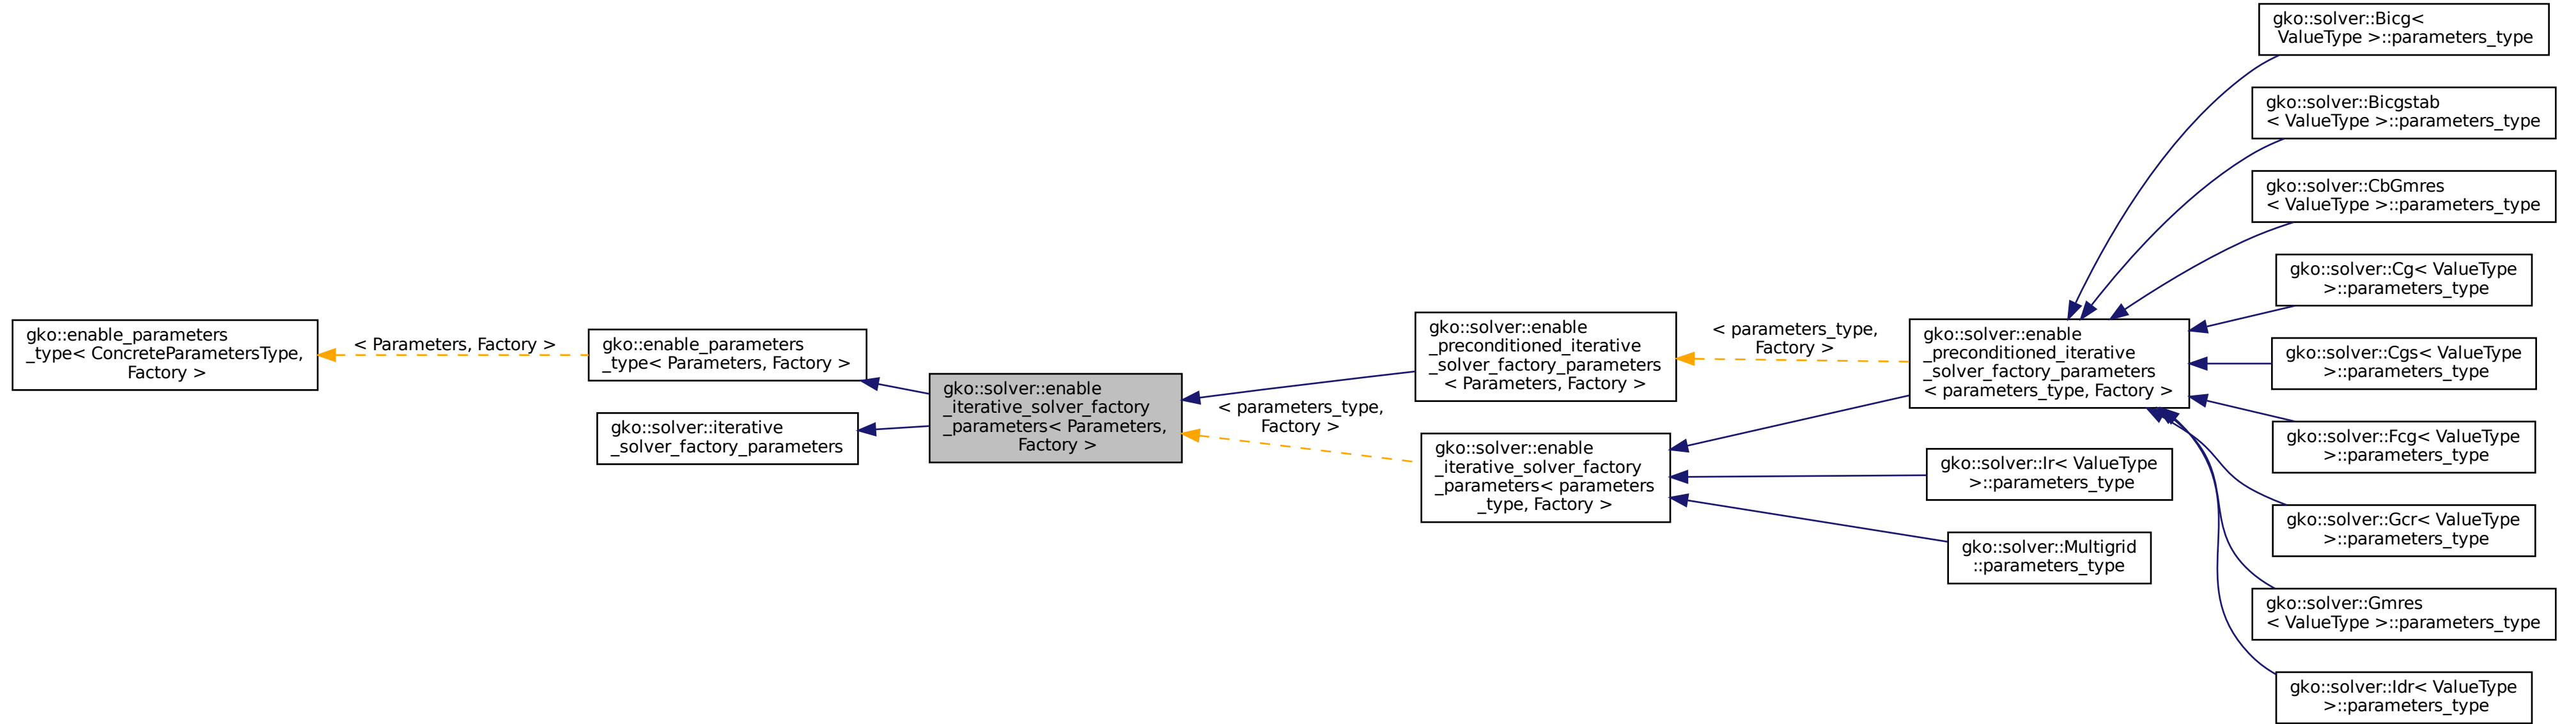 gko::enable_parameters
_type< ConcreteParametersType,
Factory >
< Parameters, Factory >
gko::enable_parameters
_type< Parameters, Factory >
gko::solver::iterative
_solver_factory_parameters
gko::solver::enable
_iterative_solver_factory
_parameters< Parameters,
Factory >
< parameters_type,
Factory >
gko::solver::enable
_preconditioned_iterative
_solver_factory_parameters
< Parameters, Factory >
gko::solver::enable
_iterative_solver_factory
_parameters< parameters
_type, Factory >
< parameters_type,
Factory >
gko::solver::enable
_preconditioned_iterative
_solver_factory_parameters
< parameters_type, Factory >
gko::solver::Ir< ValueType
>::parameters_type
gko::solver::Multigrid
::parameters_type
gko::solver::Bicg<
ValueType >::parameters_type
gko::solver::Bicgstab
< ValueType >::parameters_type
gko::solver::CbGmres
< ValueType >::parameters_type
gko::solver::Cg< ValueType
>::parameters_type
gko::solver::Cgs< ValueType
>::parameters_type
gko::solver::Fcg< ValueType
>::parameters_type
gko::solver::Gcr< ValueType
>::parameters_type
gko::solver::Gmres
< ValueType >::parameters_type
gko::solver::Idr< ValueType
>::parameters_type